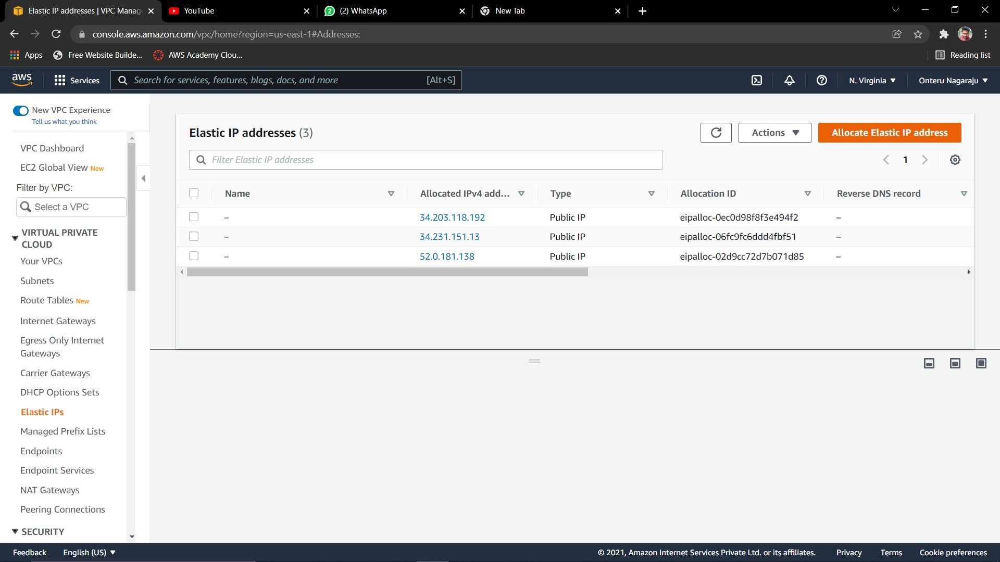 Elastic IP addresses | VPC Manag
YouTube
(2) WhatsApp
New Tab
console.aws.amazon.com/vpc/home?region=us-east-1#Addresses:
Apps
Free Website Builde...
AWS Academy Clou...
Reading list
aws
Services
Search for services, features, blogs, docs, and more
[Alt+S]
N. Virginia
Onteru Nagaraju
New VPC Experience
Tell us what you think
VPC Dashboard
EC2 Global View New
Filter by VPC:
Select a VPC
VIRTUAL PRIVATE
CLOUD
Your VPCs
Subnets
Route Tables New
Internet Gateways
Egress Only Internet
Gateways
Carrier Gateways
DHCP Options Sets
Elastic IPs
Managed Prefix Lists
Endpoints
Endpoint Services
NAT Gateways
Peering Connections
SECURITY
Elastic IP addresses (3)
Actions
Allocate Elastic IP address
Filter Elastic IP addresses
1
Name Allocated IPv4 add... Type Allocation ID Reverse DNS record
– 34.203.118.192 Public IP eipalloc-0ec0d98f8f3e494f2 –
– 34.231.151.13 Public IP eipalloc-06fc9fc6ddd4fbf51 –
– 52.0.181.138 Public IP eipalloc-02d9cc72d7b071d85 –
Feedback
English (US)
© 2021, Amazon Internet Services Private Ltd. or its affiliates.
Privacy
Terms
Cookie preferences